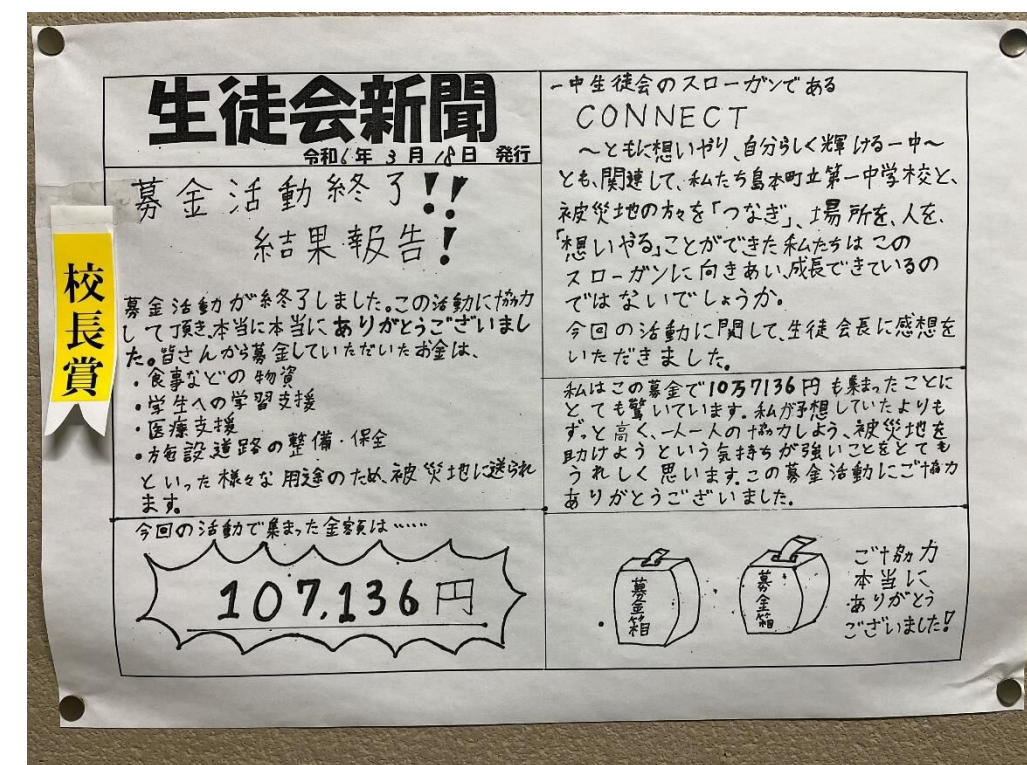 生徒会新聞
令和6年3月18日 発行
募金活動終了!!
結果報告!
校長賞
募金活動が終了しました。この活動に協力
して頂き、本当に本当にありがとうございまし
た。皆さんから募金していただいたお金は、
・食事などの物資
・学生への学習支援
・医療支援
・施設道路の整備・保全
といった様々な用途のため、被災地に送られ
ます。
今回の活動で集まった金額は……
107,136円
一中生徒会のスローガンである
CONNECT
～ともに想いやり、自分らしく輝ける一中～
とも、関連して、私たち島本町立第一中学校と、
被災地の方々を「つなぎ」、場所を、人を、
「想いやる」ことができた私たちはこの
スローガンに向きあい、成長できているの
ではないでしょうか。
今回の活動に関して、生徒会長に感想を
いただきました。
私はこの募金で10万7136円も集まったことに
とても驚いています。私が予想していたよりも
ずっと高く、一人一人の協力しよう、被災地を
助けようという気持ちが強いことをとても
うれしく思います。この募金活動にご協力
ありがとうございました。
募金箱
募金箱
ご協力
本当に
ありがとう
ございました!